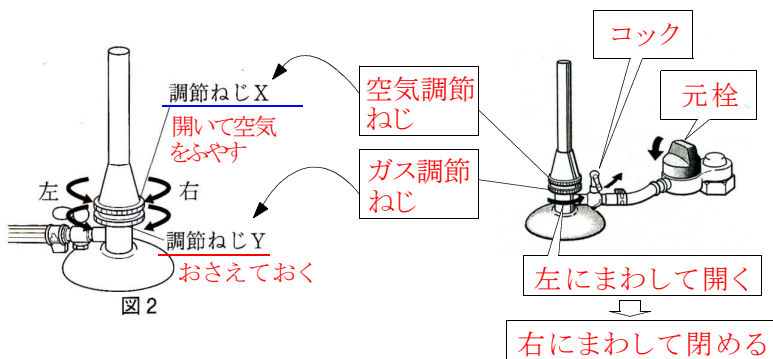 コック
元栓
空気調節
ねじ
調節ねじX
開いて空気
をふやす
ガス調節
ねじ
左
右
調節ねじY
おさえておく
図2
左にまわして開く
右にまわして閉める